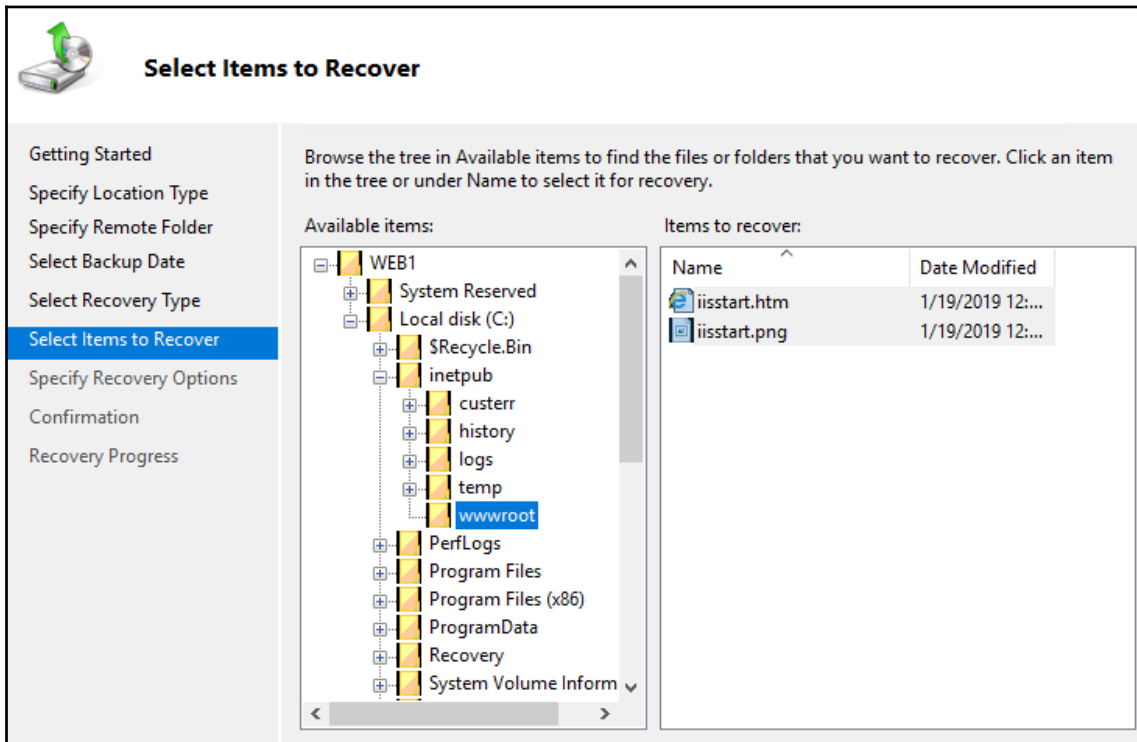 Select Items to Recover
Getting Started
Specify Location Type
Specify Remote Folder
Select Backup Date
Select Recovery Type
Select Items to Recover
Specify Recovery Options
Confirmation
Recovery Progress
Browse the tree in Available items to find the files or folders that you want to recover. Click an item
in the tree or under Name to select it for recovery.
Available items:
WEB1
System Reserved
Local disk (C:)
$Recycle.Bin
inetpub
custerr
history
logs
temp
wwwroot
PerfLogs
Program Files
Program Files (x86)
ProgramData
Recovery
System Volume Inform
Items to recover:
Name Date Modified
iisstart.htm 1/19/2019 12:...
iisstart.png 1/19/2019 12:...